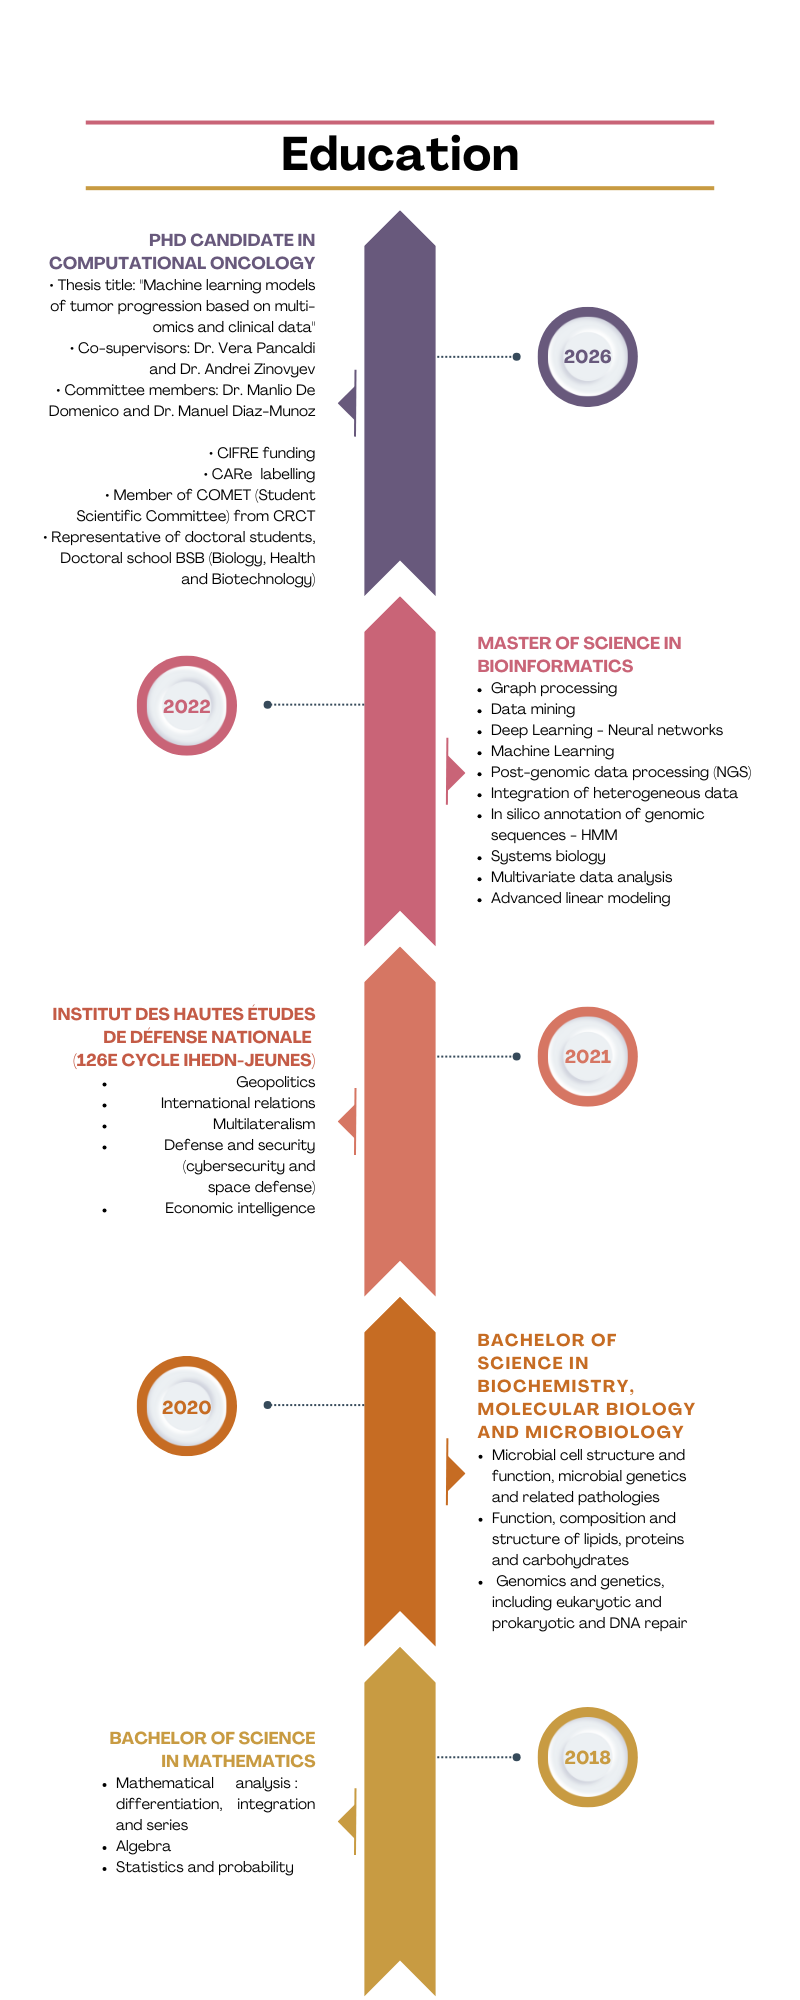 Education
PHD CANDIDATE IN
COMPUTATIONAL ONCOLOGY
• Thesis title: "Machine learning models
of tumor progression based on multi-
omics and clinical data"
• Co-supervisors: Dr. Vera Pancaldi
and Dr. Andrei Zinovyev
• Committee members: Dr. Manlio De
Domenico and Dr. Manuel Diaz-Munoz
• CIFRE funding
• CARe labelling
• Member of COMET (Student
Scientific Committee) from CRCT
• Representative of doctoral students,
Doctoral school BSB (Biology, Health
and Biotechnology)
2026
2022
MASTER OF SCIENCE IN
BIOINFORMATICS
• Graph processing
• Data mining
• Deep Learning - Neural networks
• Machine Learning
• Post-genomic data processing (NGS)
• Integration of heterogeneous data
• In silico annotation of genomic
sequences - HMM
• Systems biology
• Multivariate data analysis
• Advanced linear modeling
INSTITUT DES HAUTES ÉTUDES
DE DÉFENSE NATIONALE
(126E CYCLE IHEDN-JEUNES)
• Geopolitics
• International relations
• Multilateralism
• Defense and security
(cybersecurity and
space defense)
• Economic intelligence
2021
2020
BACHELOR OF
SCIENCE IN
BIOCHEMISTRY,
MOLECULAR BIOLOGY
AND MICROBIOLOGY
• Microbial cell structure and
function, microbial genetics
and related pathologies
• Function, composition and
structure of lipids, proteins
and carbohydrates
• Genomics and genetics,
including eukaryotic and
prokaryotic and DNA repair
BACHELOR OF SCIENCE
IN MATHEMATICS
• Mathematical analysis :
differentiation, integration
and series
• Algebra
• Statistics and probability
2018